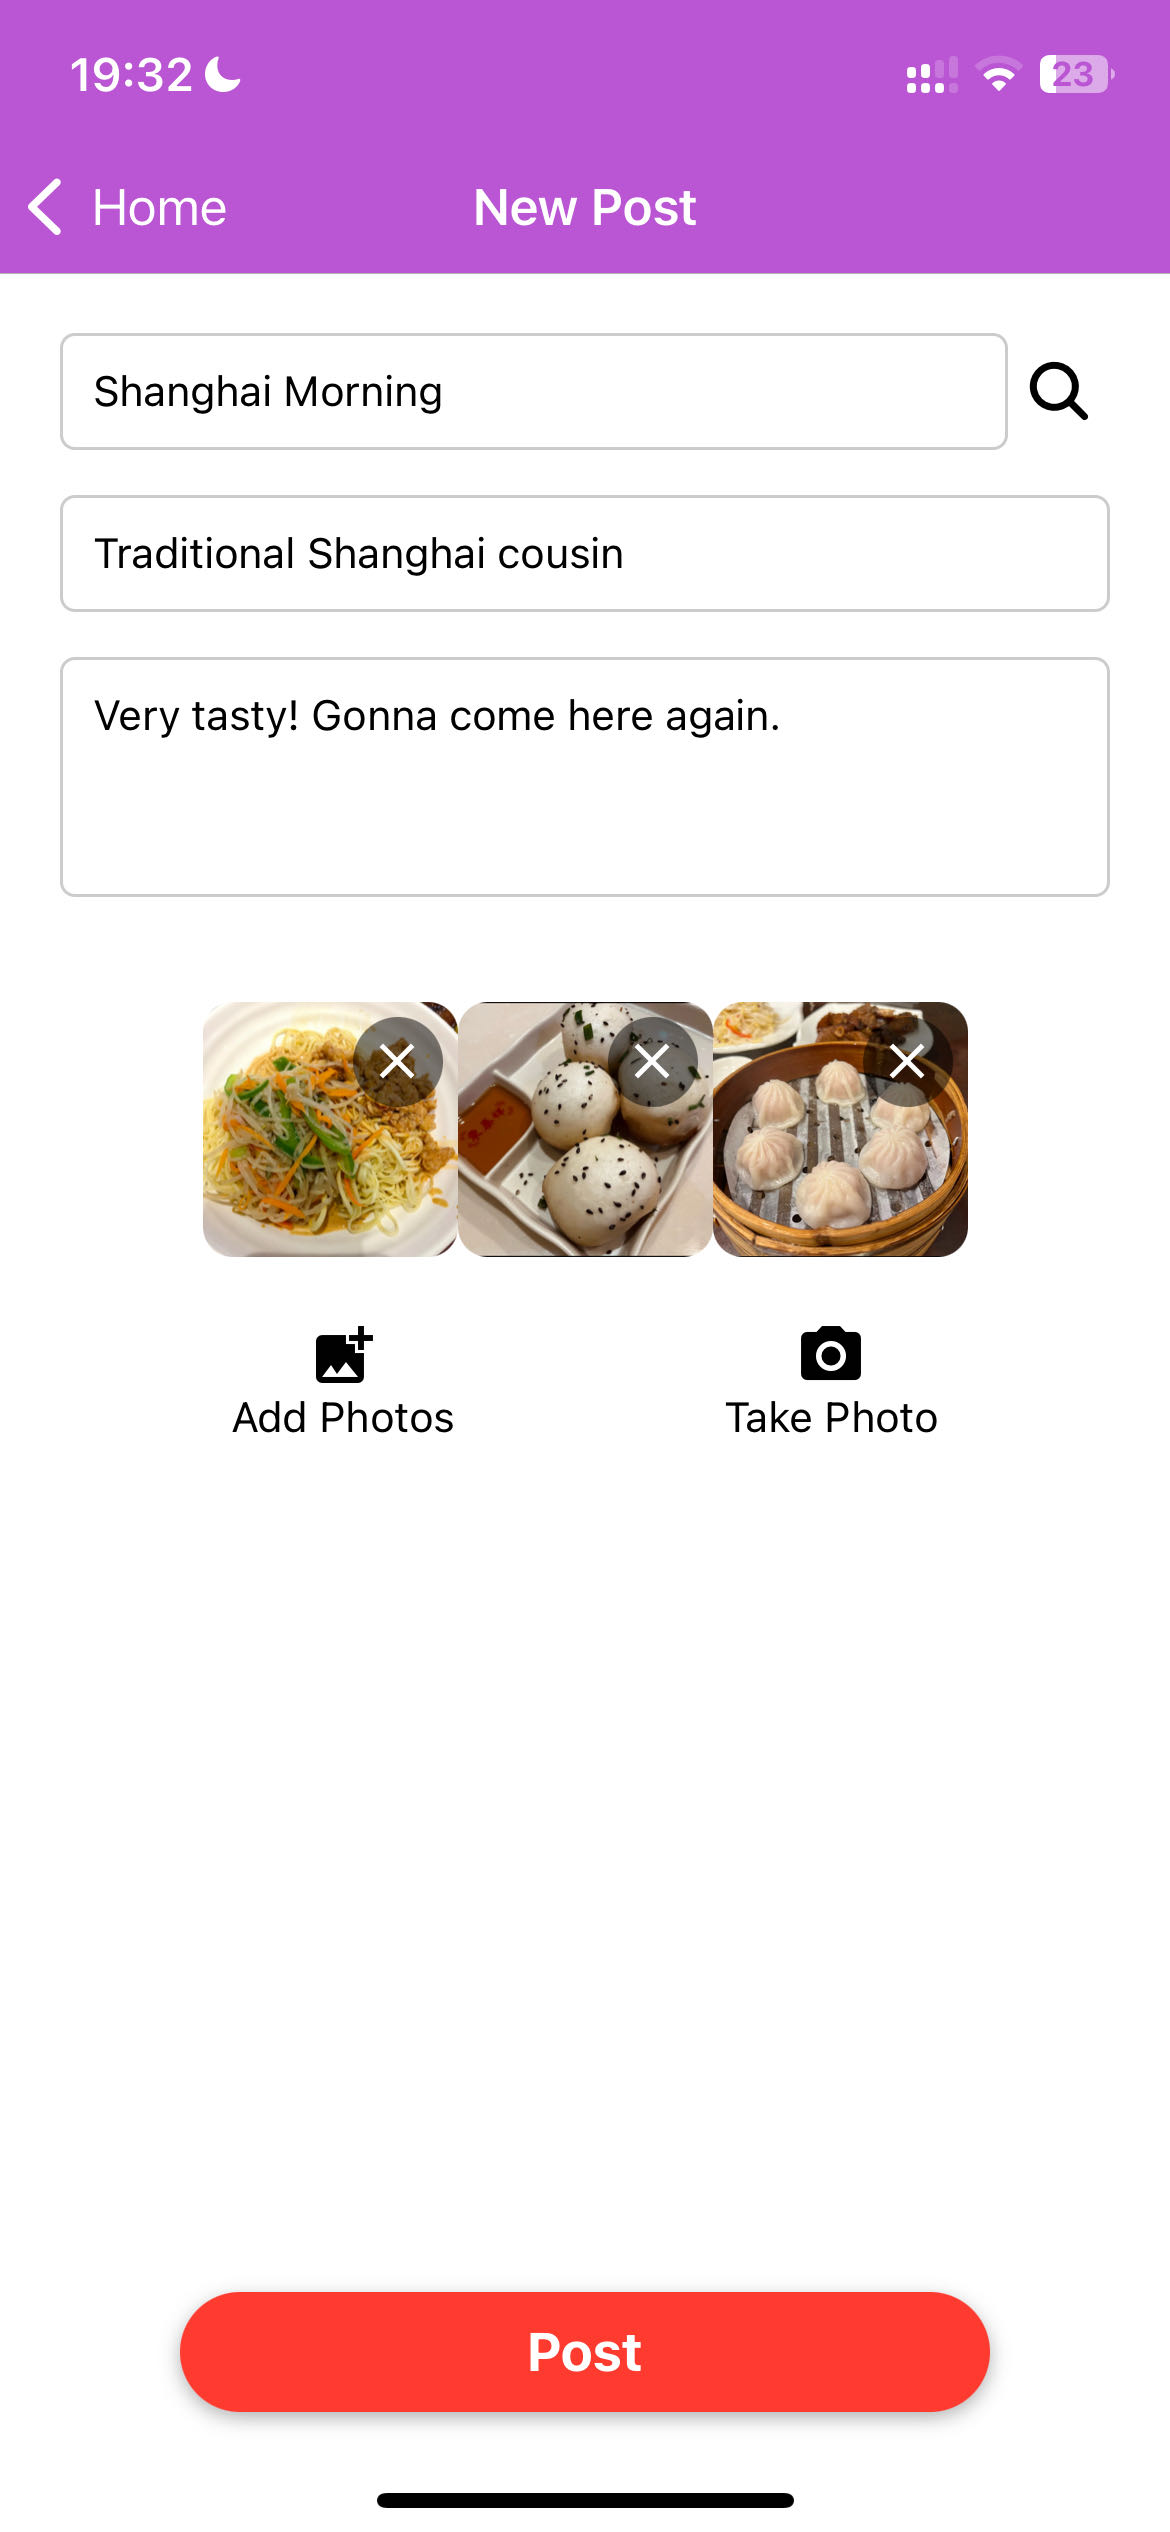 19:32
23
Home
New Post
Shanghai Morning
Traditional Shanghai cousin
Very tasty! Gonna come here again.
Add Photos
Take Photo
Post